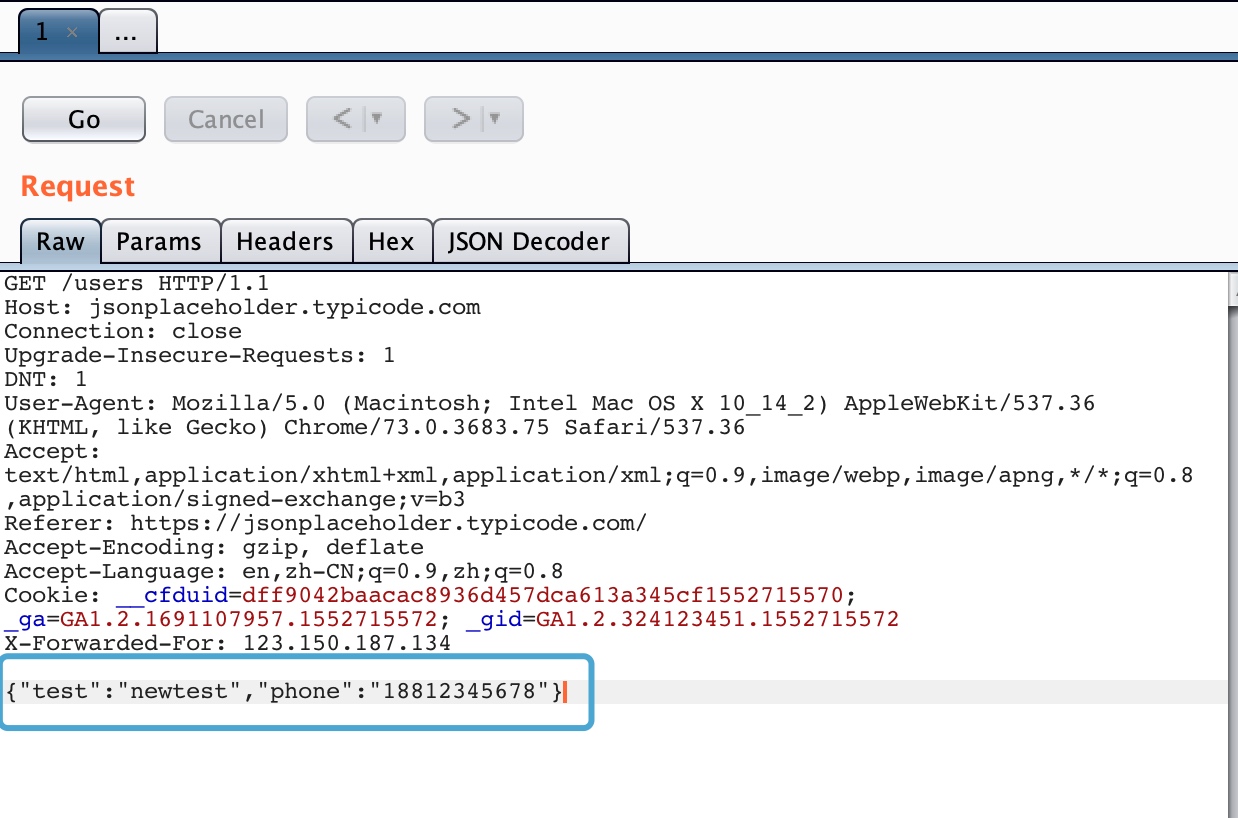 1 × ...
Go Cancel < ▼ > ▼
Request
Raw Params Headers Hex JSON Decoder
GET /users HTTP/1.1
Host: jsonplaceholder.typicode.com
Connection: close
Upgrade-Insecure-Requests: 1
DNT: 1
User-Agent: Mozilla/5.0 (Macintosh; Intel Mac OS X 10_14_2) AppleWebKit/537.36
(KHTML, like Gecko) Chrome/73.0.3683.75 Safari/537.36
Accept:
text/html,application/xhtml+xml,application/xml;q=0.9,image/webp,image/apng,*/*;q=0.8
,application/signed-exchange;v=b3
Referer: https://jsonplaceholder.typicode.com/
Accept-Encoding: gzip, deflate
Accept-Language: en,zh-CN;q=0.9,zh;q=0.8
Cookie: __cfduid=dff9042baacac8936d457dca613a345cf1552715570;
_ga=GA1.2.1691107957.1552715572; _gid=GA1.2.324123451.1552715572
X-Forwarded-For: 123.150.187.134
{"test":"newtest","phone":"18812345678"}